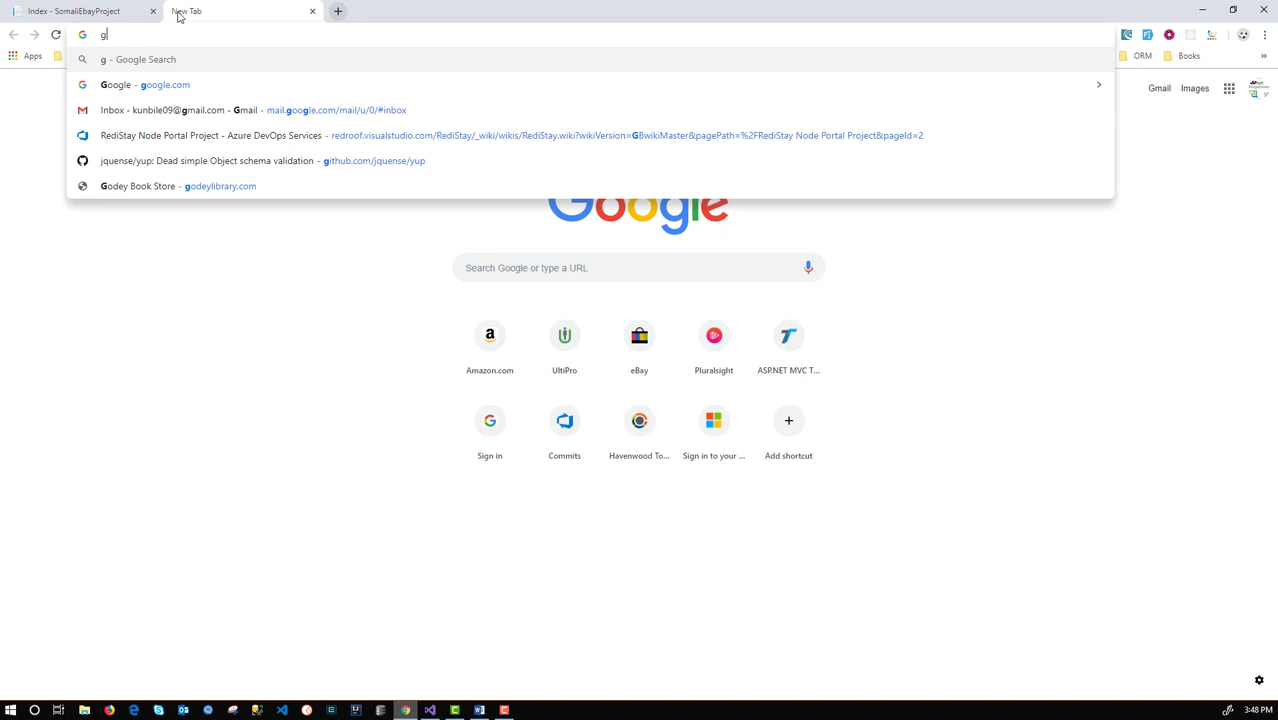 Index - SomaliEbayProject
New Tab
g
Apps
ORM
Books
»
g - Google Search
Google - google.com
Inbox - kunbile09@gmail.com - Gmail - mail.google.com/mail/u/0/#inbox
RediStay Node Portal Project - Azure DevOps Services - redroof.visualstudio.com/RediStay/_wiki/wikis/RediStay.wiki?wikiVersion=GBwikiMaster&pagePath=%2FRediStay Node Portal Project&pageId=2
jquense/yup: Dead simple Object schema validation - github.com/jquense/yup
Godey Book Store - godeylibrary.com
Gmail
Images
Google
Search Google or type a URL
Amazon.com
UltiPro
eBay
Pluralsight
ASP.NET MVC T...
Sign in
Commits
Havenwood To...
Sign in to your ...
Add shortcut
3:48 PM